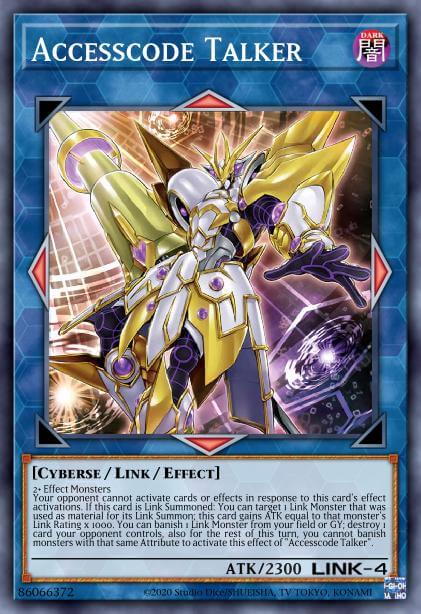 ACCESSCODE TALKER
DARK
闇
[CYBERSE / LINK / EFFECT]
2+ Effect Monsters
Your opponent cannot activate cards or effects in response to this card's effect
activations. If this card is Link Summoned: You can target 1 Link Monster that
was used as material for its Link Summon; this card gains ATK equal to that monster's
Link Rating x 1000. You can banish 1 Link Monster from your field or GY; destroy 1
card your opponent controls, also for the rest of this turn, you cannot banish
monsters with that same Attribute to activate this effect of "Accesscode Talker".
ATK/2300 LINK-4
86066372 ©2020 Studio Dice/SHUEISHA, TV TOKYO, KONAMI